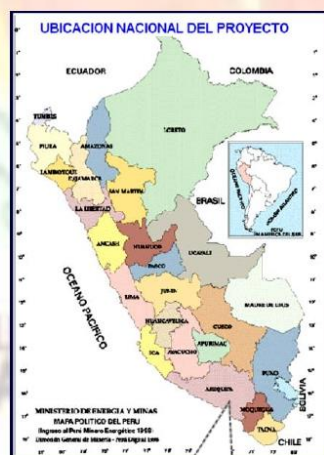 UBICACION NACIONAL DEL PROYECTO
ECUADOR
COLOMBIA
LORETO
TUMBES
PIURA
AMAZONAS
LAMBAYEQUE
CAJAMARCA
SAN MARTIN
LA LIBERTAD
BRASIL
ANCASH
HUANUCO
UCAYALI
PASCO
OCEANO PACIFICO
LIMA
JUNIN
MADRE DE DIOS
HUANCAVELICA
CUSCO
ICA
AYACUCHO
APURIMAC
PUNO
AREQUIPA
BOLIVIA
MOQUEGUA
TACNA
CHILE
MINISTERIO DE ENERGIA Y MINAS
MAPA POLITICO DEL PERU